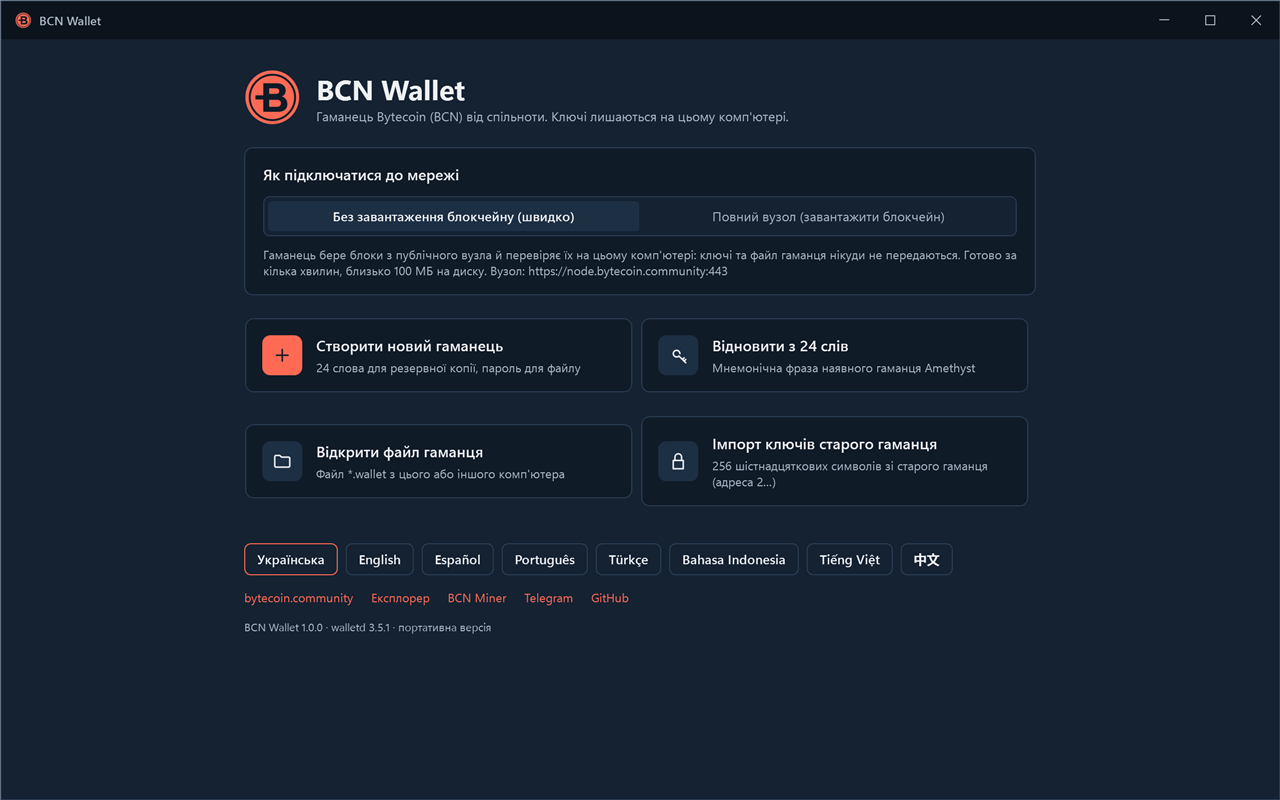 BCN Wallet
BCN Wallet
Гаманець Bytecoin (BCN) від спільноти. Ключі лишаються на цьому комп'ютері.
Як підключатися до мережі
Без завантаження блокчейну (швидко)
Повний вузол (завантажити блокчейн)
Гаманець бере блоки з публічного вузла й перевіряє їх на цьому комп'ютері: ключі та файл гаманця нікуди не передаються. Готово за
кілька хвилин, близько 100 МБ на диску. Вузол: https://node.bytecoin.community:443
Створити новий гаманець
24 слова для резервної копії, пароль для файлу
Відновити з 24 слів
Мнемонічна фраза наявного гаманця Amethyst
Відкрити файл гаманця
Файл *.wallet з цього або іншого комп'ютера
Імпорт ключів старого гаманця
256 шістнадцяткових символів зі старого гаманця
(адреса 2...)
Українська English Español Português Türkçe Bahasa Indonesia Tiếng Việt 中文
bytecoin.community Експлорер BCN Miner Telegram GitHub
BCN Wallet 1.0.0 · walletd 3.5.1 · портативна версія